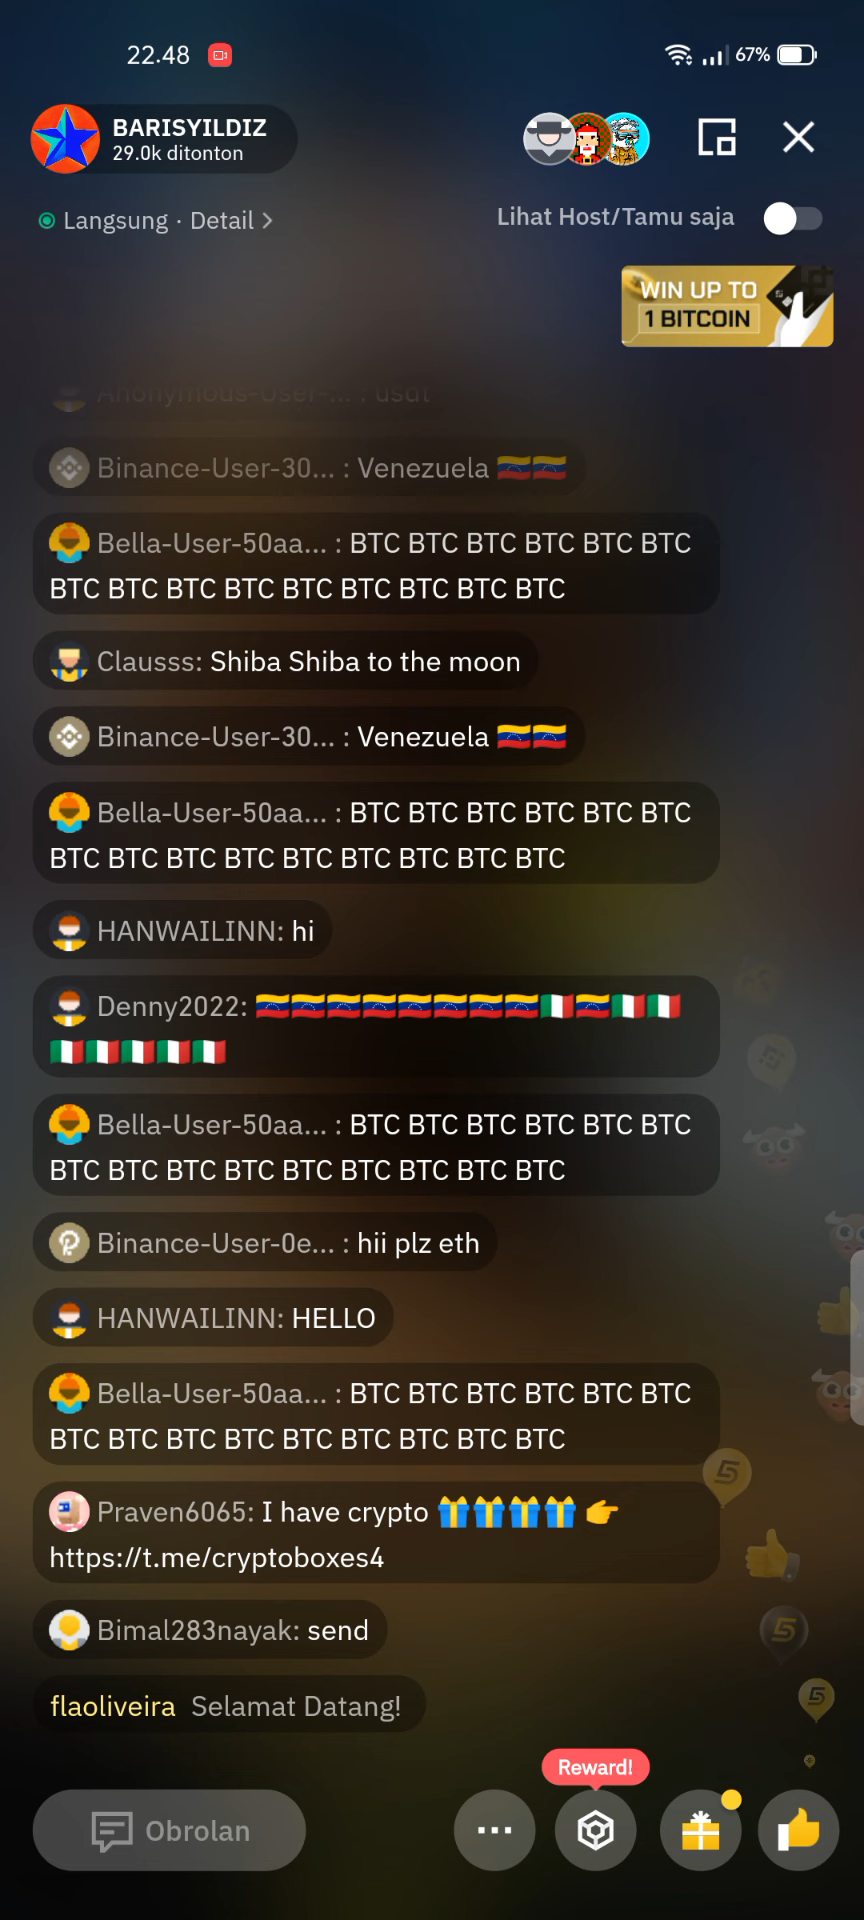 22.48
67%
BARISYILDIZ
29.0k ditonton
Langsung · Detail >
Lihat Host/Tamu saja
WIN UP TO
1 BITCOIN
Anonymous-User-... : usdt
Binance-User-30... : Venezuela 🇻🇪🇻🇪
Bella-User-50aa... : BTC BTC BTC BTC BTC BTC
BTC BTC BTC BTC BTC BTC BTC BTC BTC
Clausss: Shiba Shiba to the moon
Binance-User-30... : Venezuela 🇻🇪🇻🇪
Bella-User-50aa... : BTC BTC BTC BTC BTC BTC
BTC BTC BTC BTC BTC BTC BTC BTC BTC
HANWAILINN: hi
Denny2022: 🇻🇪🇻🇪🇻🇪🇻🇪🇻🇪🇻🇪🇻🇪🇻🇪🇮🇹🇻🇪🇮🇹🇮🇹
🇮🇹🇮🇹🇮🇹🇮🇹🇮🇹
Bella-User-50aa... : BTC BTC BTC BTC BTC BTC
BTC BTC BTC BTC BTC BTC BTC BTC BTC
Binance-User-0e... : hii plz eth
HANWAILINN: HELLO
Bella-User-50aa... : BTC BTC BTC BTC BTC BTC
BTC BTC BTC BTC BTC BTC BTC BTC BTC
Praven6065: I have crypto 🎁🎁🎁🎁 👉
https://t.me/cryptoboxes4
Bimal283nayak: send
flaoliveira Selamat Datang!
Reward!
Obrolan